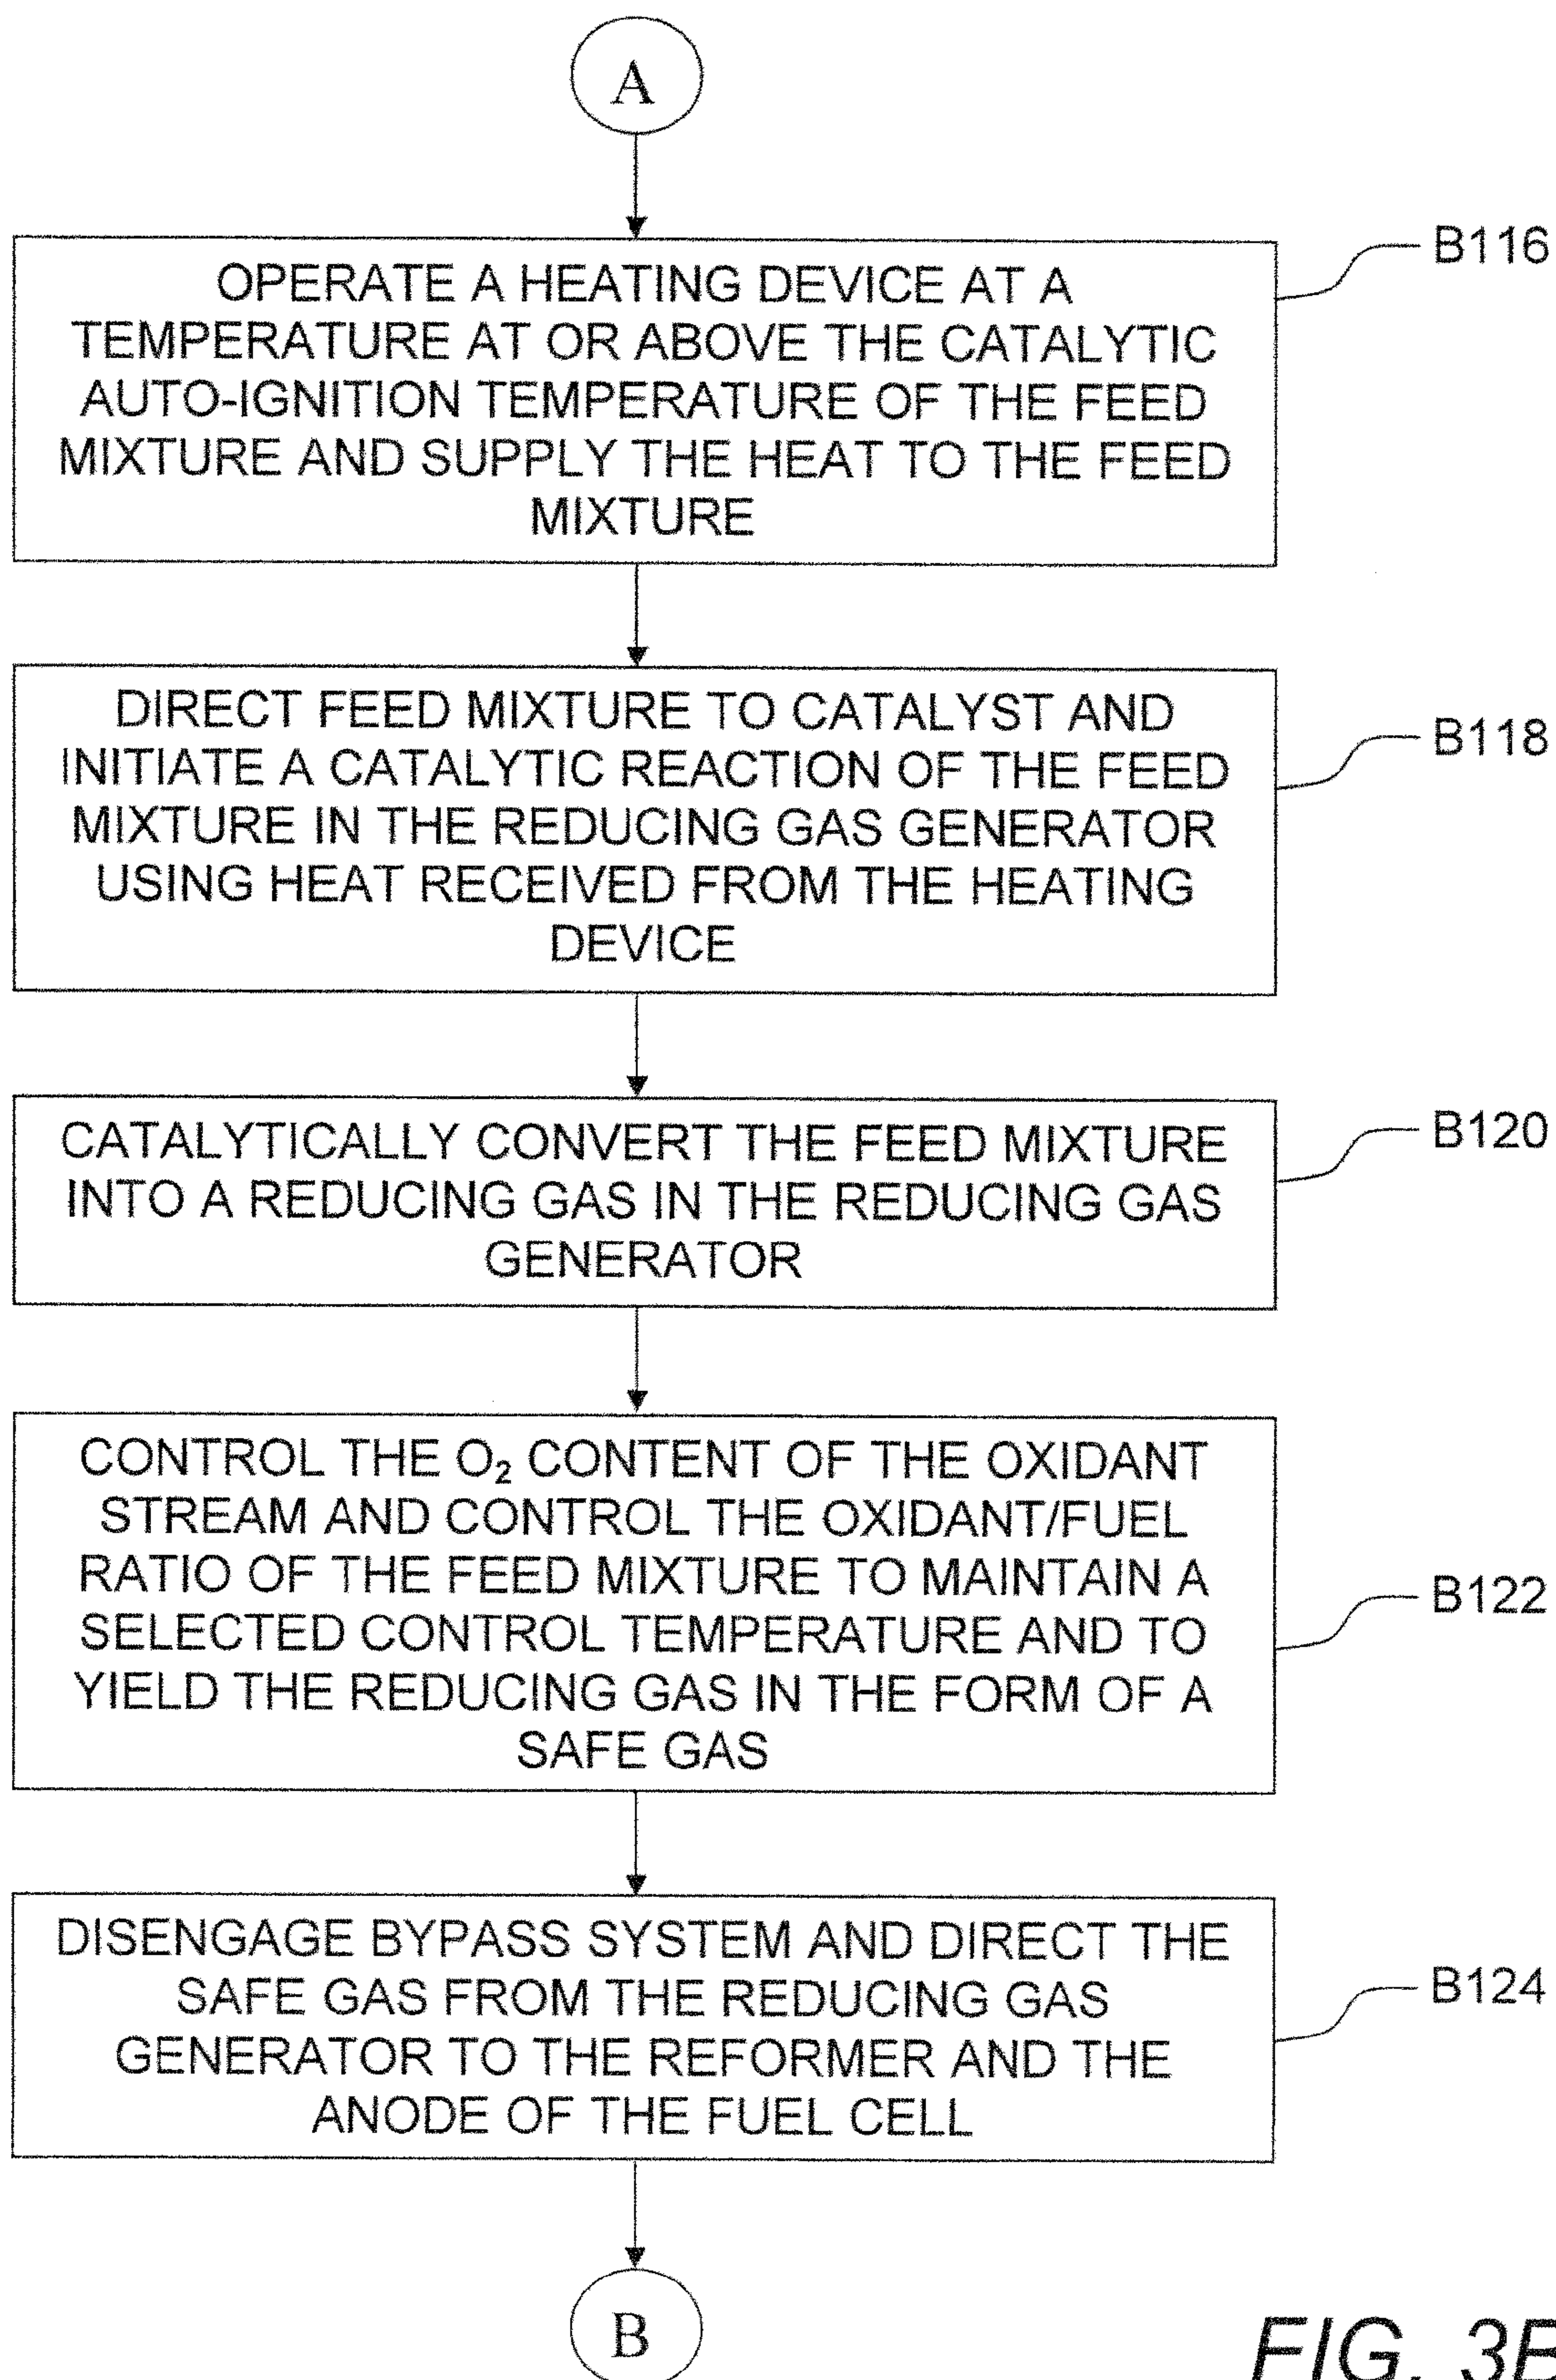 A
OPERATE A HEATING DEVICE AT A
TEMPERATURE AT OR ABOVE THE CATALYTIC
AUTO-IGNITION TEMPERATURE OF THE FEED
MIXTURE AND SUPPLY THE HEAT TO THE FEED
MIXTURE
B116
DIRECT FEED MIXTURE TO CATALYST AND
INITIATE A CATALYTIC REACTION OF THE FEED
MIXTURE IN THE REDUCING GAS GENERATOR
USING HEAT RECEIVED FROM THE HEATING
DEVICE
B118
CATALYTICALLY CONVERT THE FEED MIXTURE
INTO A REDUCING GAS IN THE REDUCING GAS
GENERATOR
B120
CONTROL THE O₂ CONTENT OF THE OXIDANT
STREAM AND CONTROL THE OXIDANT/FUEL
RATIO OF THE FEED MIXTURE TO MAINTAIN A
SELECTED CONTROL TEMPERATURE AND TO
YIELD THE REDUCING GAS IN THE FORM OF A
SAFE GAS
B122
DISENGAGE BYPASS SYSTEM AND DIRECT THE
SAFE GAS FROM THE REDUCING GAS
GENERATOR TO THE REFORMER AND THE
ANODE OF THE FUEL CELL
B124
B
FIG. 3B